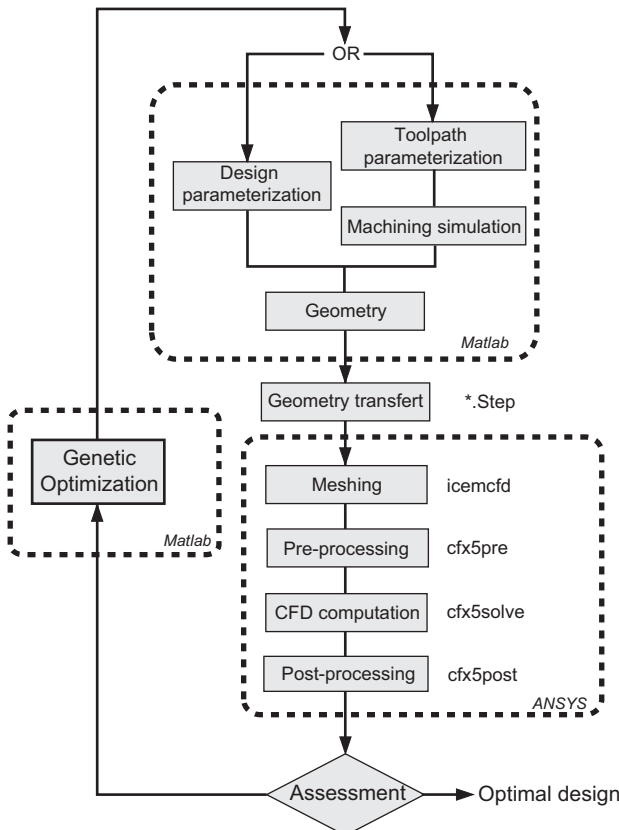 OR
Toolpath
parameterization
Design
parameterization
Machining simulation
Geometry
Matlab
Geometry transfert *.Step
Genetic
Optimization
Matlab
Meshing icemcfd
Pre-processing cfx5pre
CFD computation cfx5solve
Post-processing cfx5post
ANSYS
Assessment Optimal design